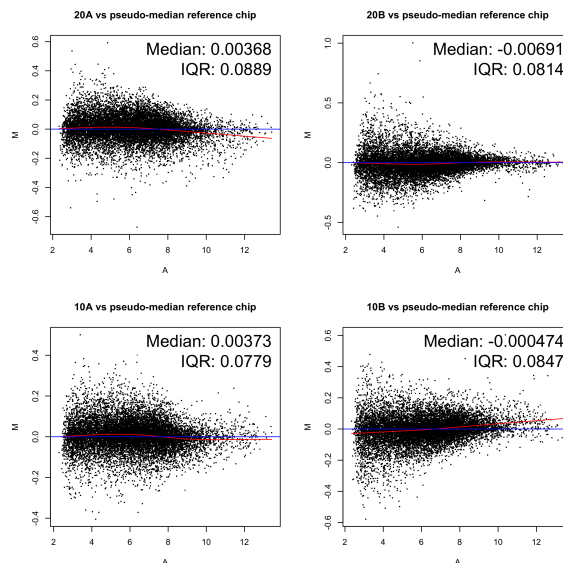 20A vs pseudo-median reference chip
Median: 0.00368
IQR: 0.0889
0.6
0.4
0.2
0.0
-0.2
-0.4
-0.6
M
2 4 6 8 10 12
A
20B vs pseudo-median reference chip
Median: -0.00691
IQR: 0.0814
1.0
0.5
0.0
-0.5
M
2 4 6 8 10 12
A
10A vs pseudo-median reference chip
Median: 0.00373
IQR: 0.0779
0.4
0.2
0.0
-0.2
-0.4
M
2 4 6 8 10 12
A
10B vs pseudo-median reference chip
Median: -0.000474
IQR: 0.0847
0.6
0.4
0.2
0.0
-0.2
-0.4
-0.6
M
2 4 6 8 10 12
A